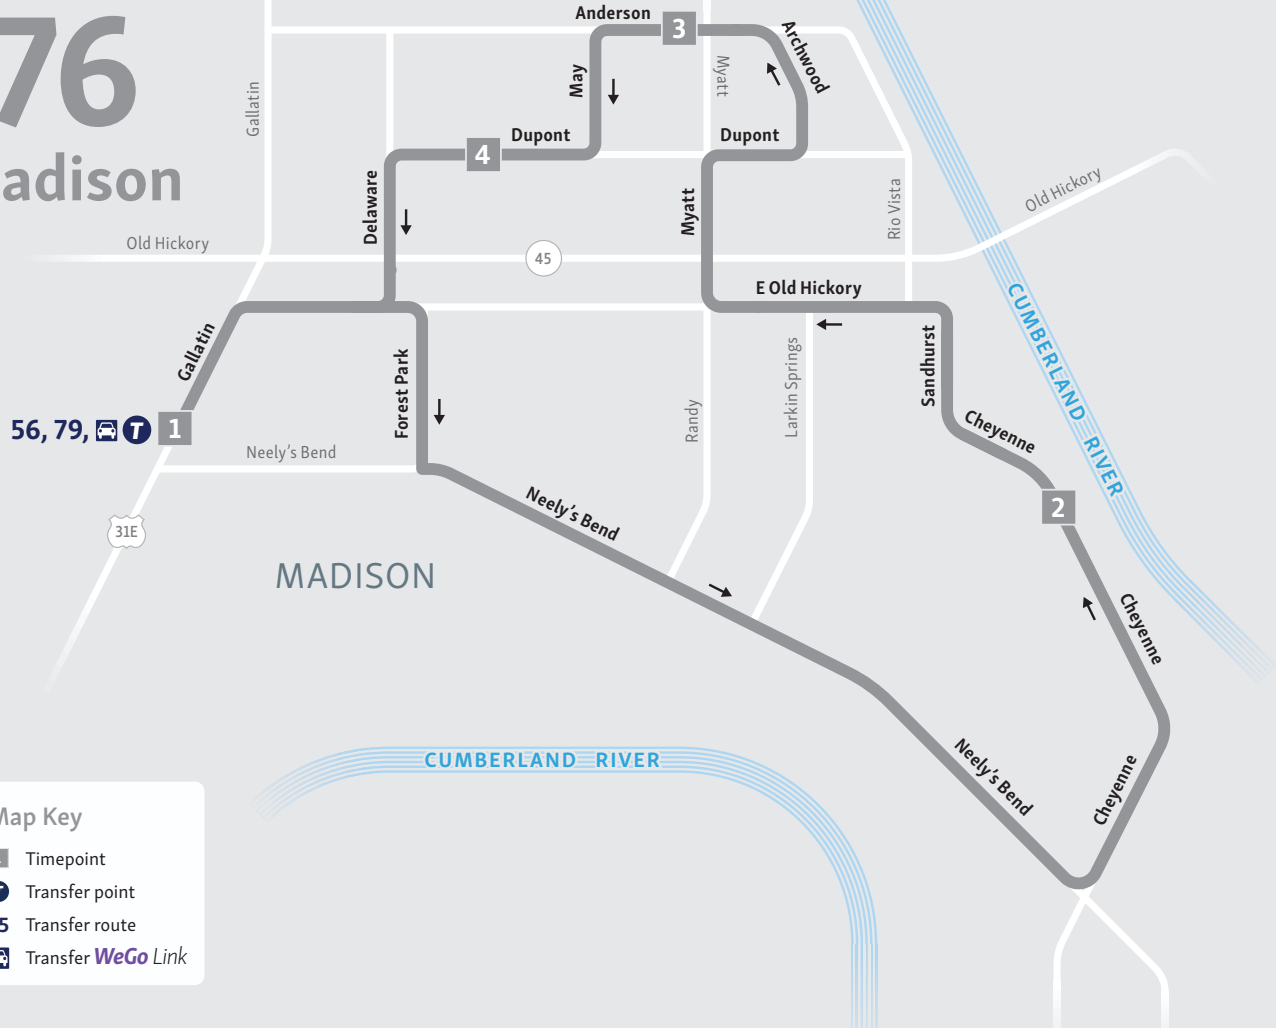 76
adison
Anderson
3
Archwood
Gallatin
May
Myatt
Dupont
4
Dupont
Delaware
Myatt
Rio Vista
Old Hickory
Old Hickory
45
E Old Hickory
Gallatin
Forest Park
Randy
Larkin Springs
Sandhurst
CUMBERLAND RIVER
56, 79, T 1
Neely's Bend
Cheyenne
2
31E
Neely's Bend
MADISON
Cheyenne
CUMBERLAND RIVER
Neely's Bend
Cheyenne
Map Key
Timepoint
Transfer point
5 Transfer route
Transfer WeGo Link